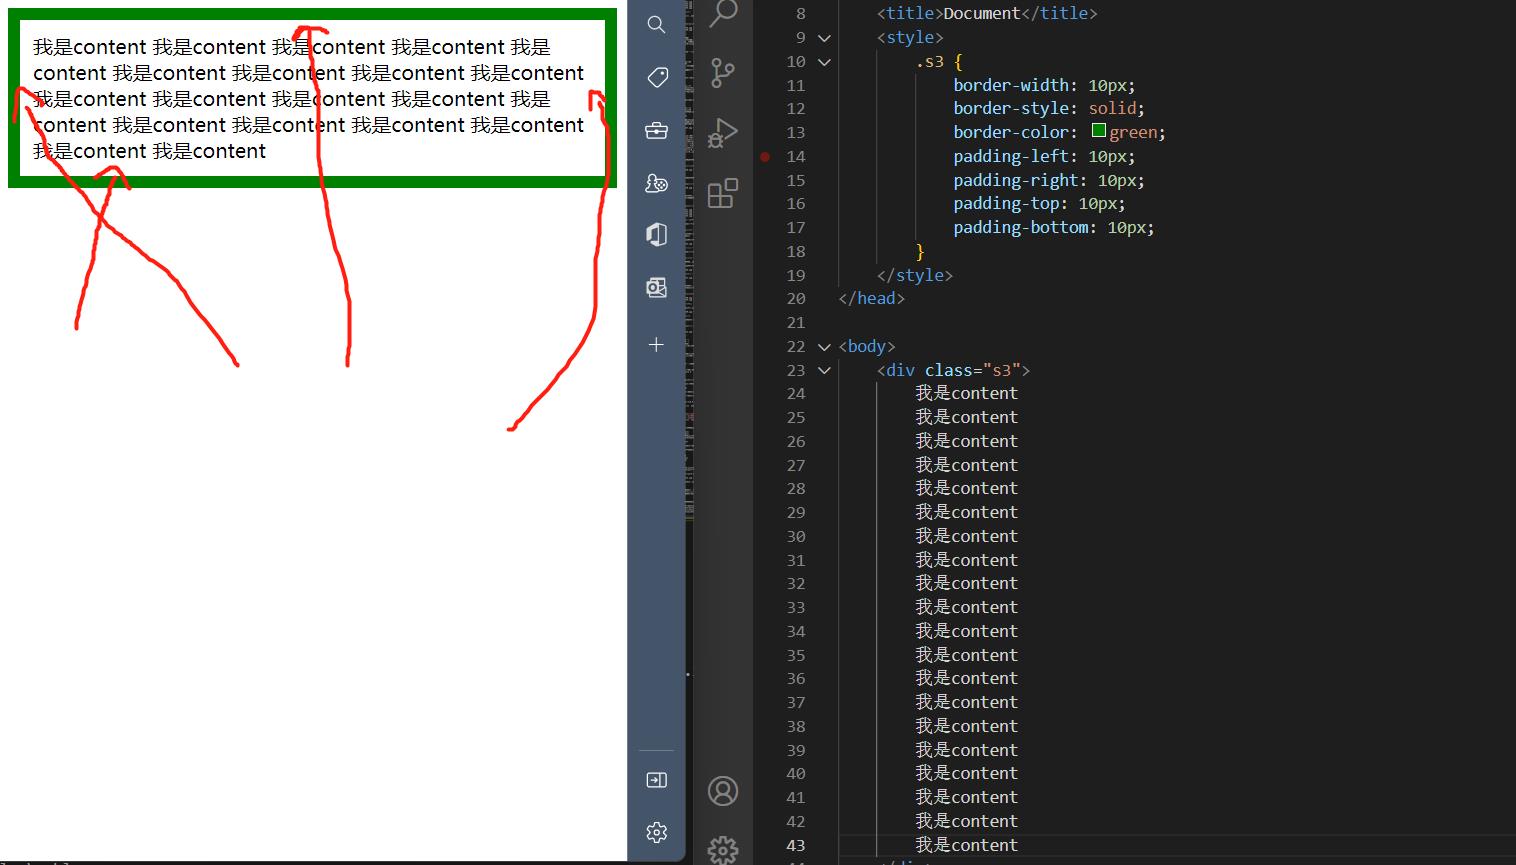 我是content 我是content 我是content 我是content 我是
content 我是content 我是content 我是content 我是content
我是content 我是content 我是content 我是content 我是
content 我是content 我是content 我是content 我是content
我是content 我是content
8 <title>Document</title>
9 <style>
10 .s3 {
11 border-width: 10px;
12 border-style: solid;
13 border-color: green;
14 padding-left: 10px;
15 padding-right: 10px;
16 padding-top: 10px;
17 padding-bottom: 10px;
18 }
19 </style>
20 </head>
21
22 <body>
23 <div class="s3">
24 我是content
25 我是content
26 我是content
27 我是content
28 我是content
29 我是content
30 我是content
31 我是content
32 我是content
33 我是content
34 我是content
35 我是content
36 我是content
37 我是content
38 我是content
39 我是content
40 我是content
41 我是content
42 我是content
43 我是content